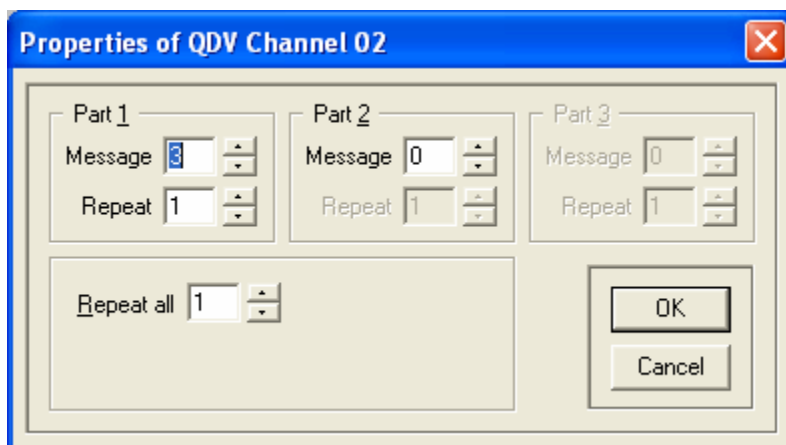 Properties of QDV Channel 02
Part 1 Part 2 Part 3
Message 3 Message 0 Message 0
Repeat 1 Repeat 1 Repeat 1
Repeat all 1
OK
Cancel